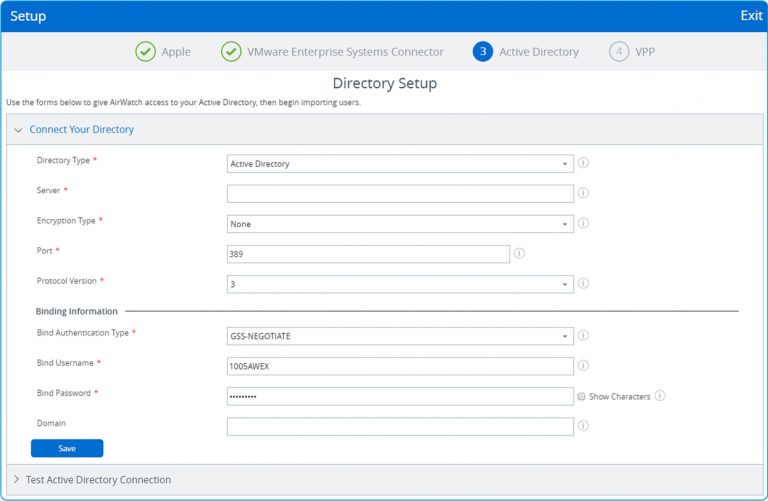 Setup
Exit
Apple
VMware Enterprise Systems Connector
3 Active Directory
4 VPP
Directory Setup
Use the forms below to give AirWatch access to your Active Directory, then begin importing users.
Connect Your Directory
Directory Type * Active Directory
Server *
Encryption Type * None
Port * 389
Protocol Version * 3
Binding Information
Bind Authentication Type * GSS-NEGOTIATE
Bind Username * 1005AWEX
Bind Password * ••••••••• Show Characters
Domain
Save
Test Active Directory Connection